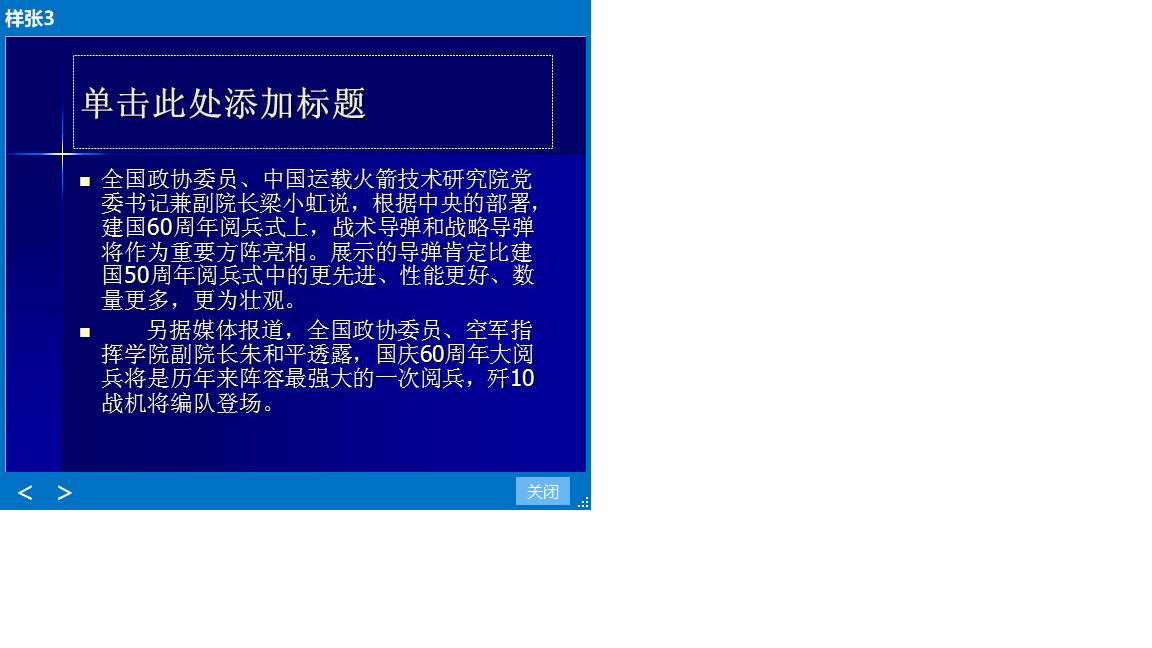 样张3
单击此处添加标题
全国政协委员、中国运载火箭技术研究院党
委书记兼副院长梁小虹说，根据中央的部署，
建国60周年阅兵式上，战术导弹和战略导弹
将作为重要方阵亮相。展示的导弹肯定比建
国50周年阅兵式中的更先进、性能更好、数
量更多，更为壮观。
另据媒体报道，全国政协委员、空军指
挥学院副院长朱和平透露，国庆60周年大阅
兵将是历年来阵容最强大的一次阅兵，歼10
战机将编队登场。
< >
关闭